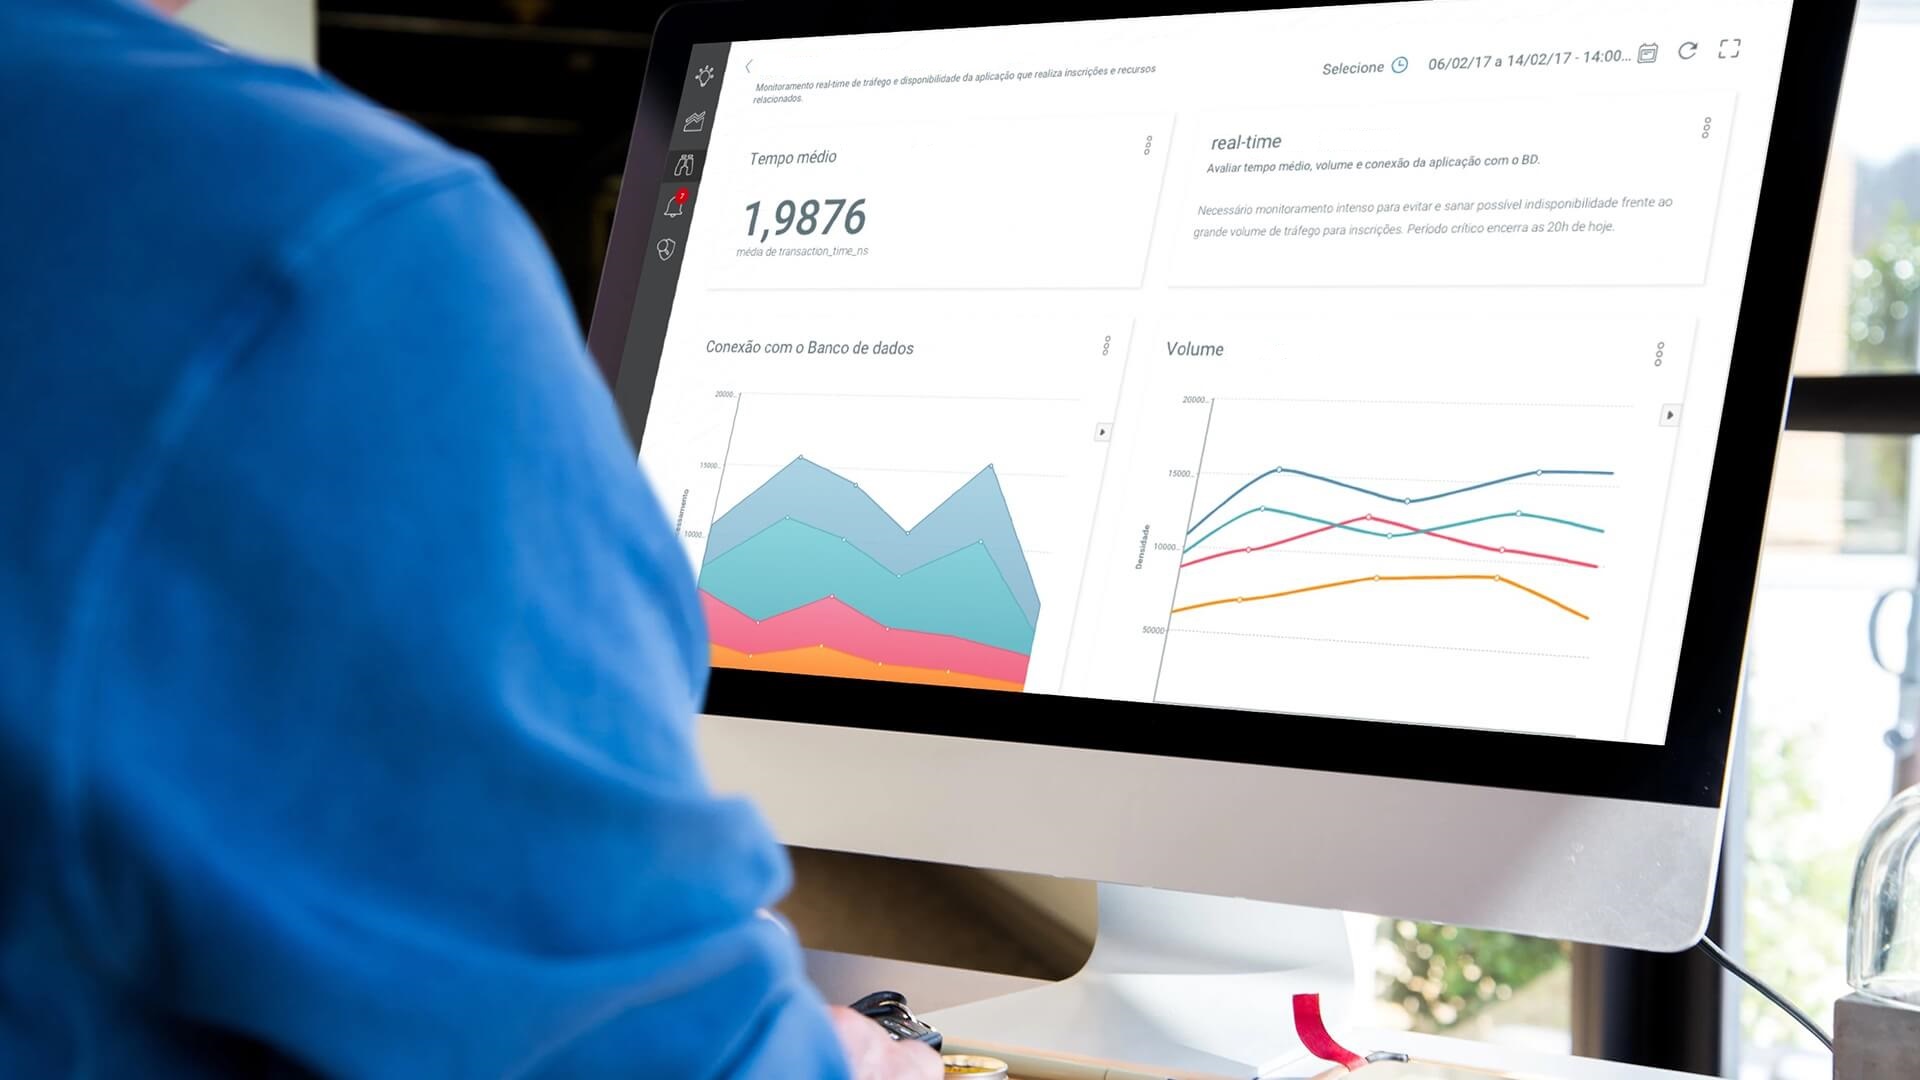 Monitoramento real-time de tráfego e disponibilidade da aplicação que realiza inscrições e recursos
relacionados.
Selecione
06/02/17 a 14/02/17 - 14:00...
7
Tempo médio
1,9876
média de transaction_time_ns
real-time
Avaliar tempo médio, volume e conexão da aplicação com o BD.
Necessário monitoramento intenso para evitar e sanar possível indisponibilidade frente ao
grande volume de tráfego para inscrições. Período crítico encerra as 20h de hoje.
Conexão com o Banco de dados
20000..
15000..
10000..
Volume
Densidade
20000..
15000..
10000..
50000